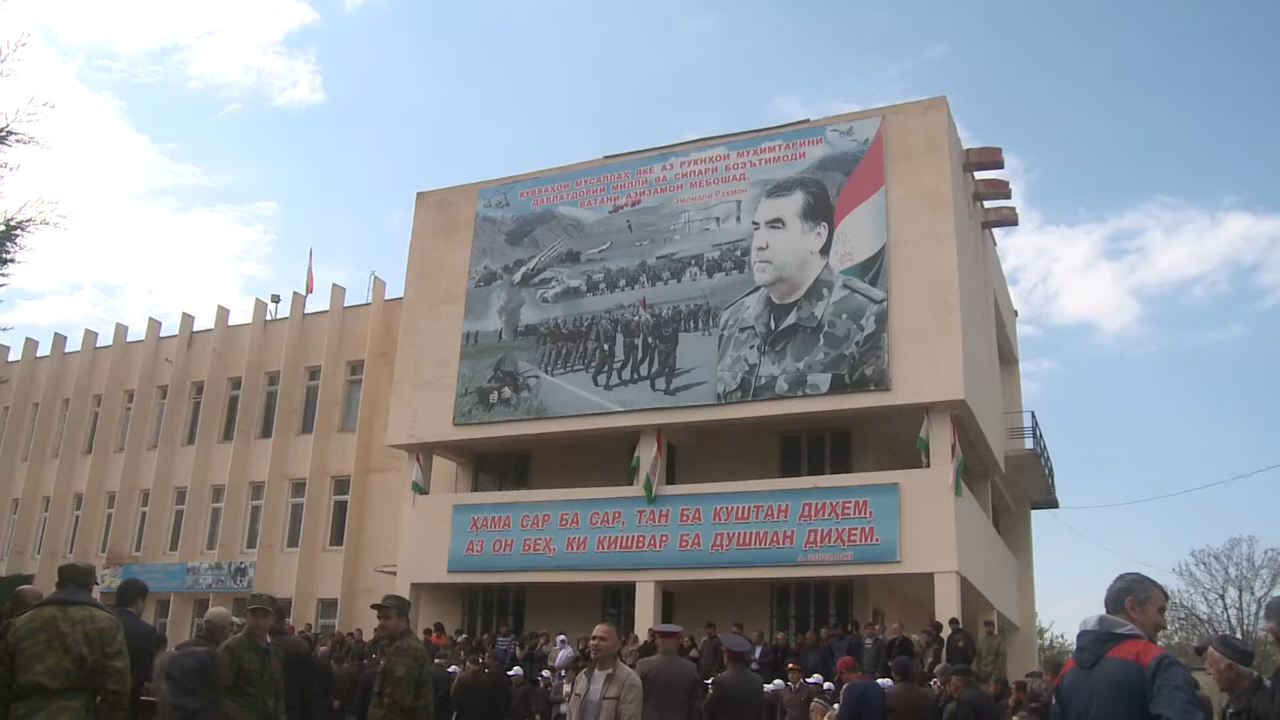 ҚУВВАҲОИ МУСАЛЛАҲ ЯКЕ АЗ РУКНҲОИ МУҲИМТАРИНИ
ДАВЛАТДОРИИ МИЛЛӢ ВА СИПАРИ БОЭЪТИМОДИ
ВАТАНИ АЗИЗАМОН МЕБОШАД.
Эмомалӣ Раҳмон
ҲАМА САР БА САР, ТАН БА КУШТАН ДИҲЕМ,
АЗ ОН БЕҲ, КИ КИШВАР БА ДУШМАН ДИҲЕМ.
А. ФИРДАВСӢ